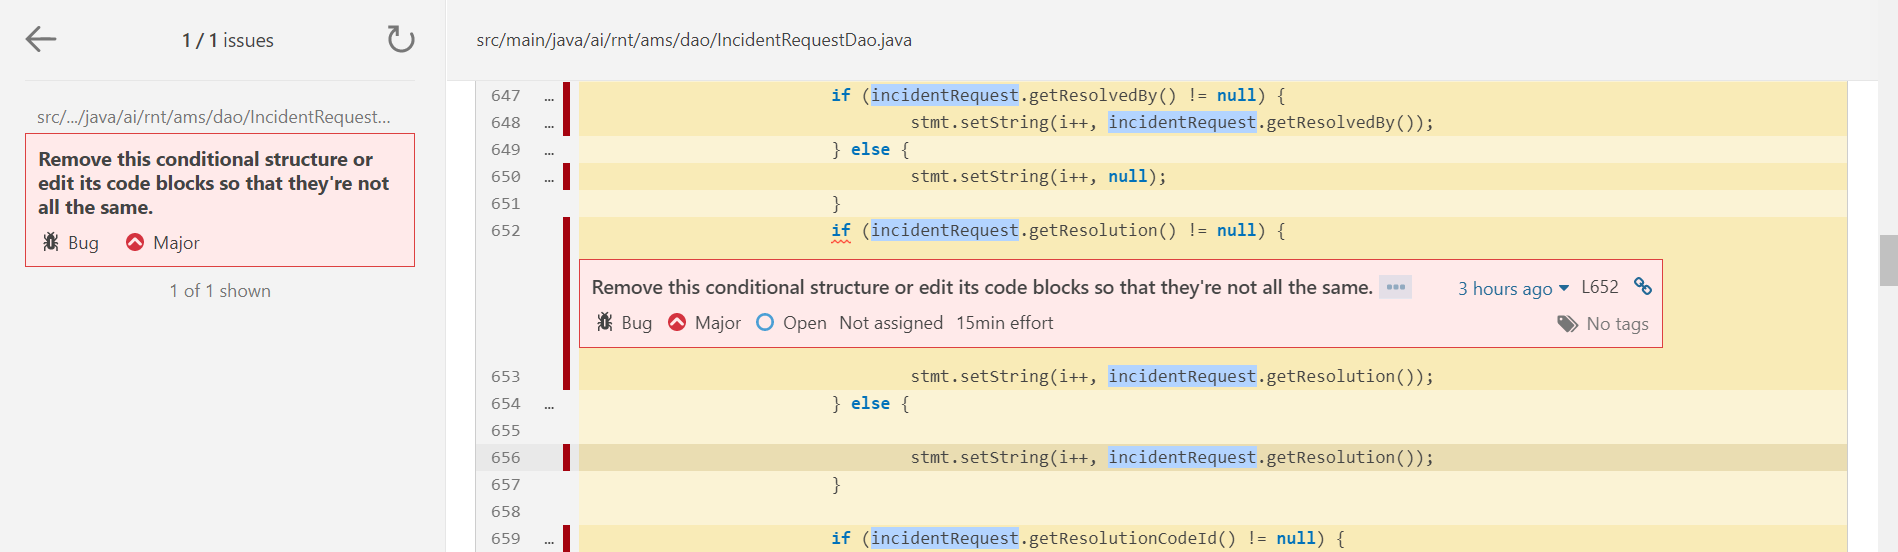 1 / 1 issues
src/.../java/ai/rnt/ams/dao/IncidentRequest...
Remove this conditional structure or
edit its code blocks so that they're not
all the same.
Bug Major
1 of 1 shown
src/main/java/ai/rnt/ams/dao/IncidentRequestDao.java
647 ... if (incidentRequest.getResolvedBy() != null) {
648 ... stmt.setString(i++, incidentRequest.getResolvedBy());
649 ... } else {
650 ... stmt.setString(i++, null);
651 }
652 if (incidentRequest.getResolution() != null) {
Remove this conditional structure or edit its code blocks so that they're not all the same. ... 3 hours ago L652
Bug Major Open Not assigned 15min effort No tags
653 stmt.setString(i++, incidentRequest.getResolution());
654 ... } else {
655
656 stmt.setString(i++, incidentRequest.getResolution());
657 }
658
659 ... if (incidentRequest.getResolutionCodeId() != null) {